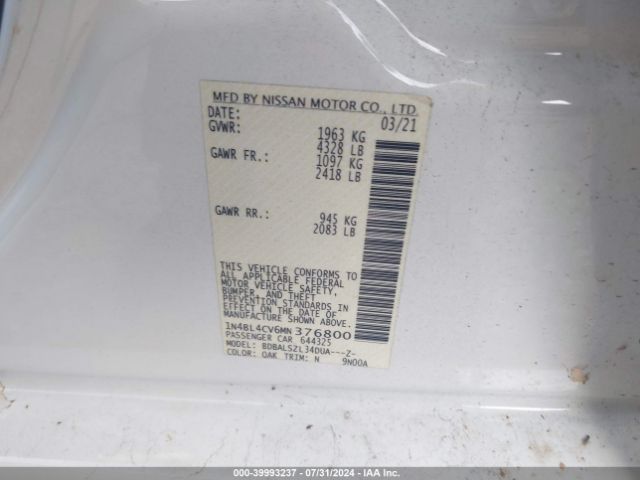 MFD BY NISSAN MOTOR CO., LTD.
DATE: 03/21
GVWR: 1963 KG
4328 LB
GAWR FR.: 1097 KG
2418 LB
GAWR RR.: 945 KG
2083 LB
THIS VEHICLE CONFORMS TO
ALL APPLICABLE FEDERAL
MOTOR VEHICLE SAFETY,
BUMPER, AND THEFT
PREVENTION STANDARDS
IN EFFECT ON THE DATE OF
MANUFACTURE SHOWN ABOVE.
1N4BL4CV6MN376800
PASSENGER CAR 644325
MODEL: BDBALSZL34DUA---Z-
COLOR: QAK TRIM: N 9N00A
000-39993237 - 07/31/2024 - IAA Inc.